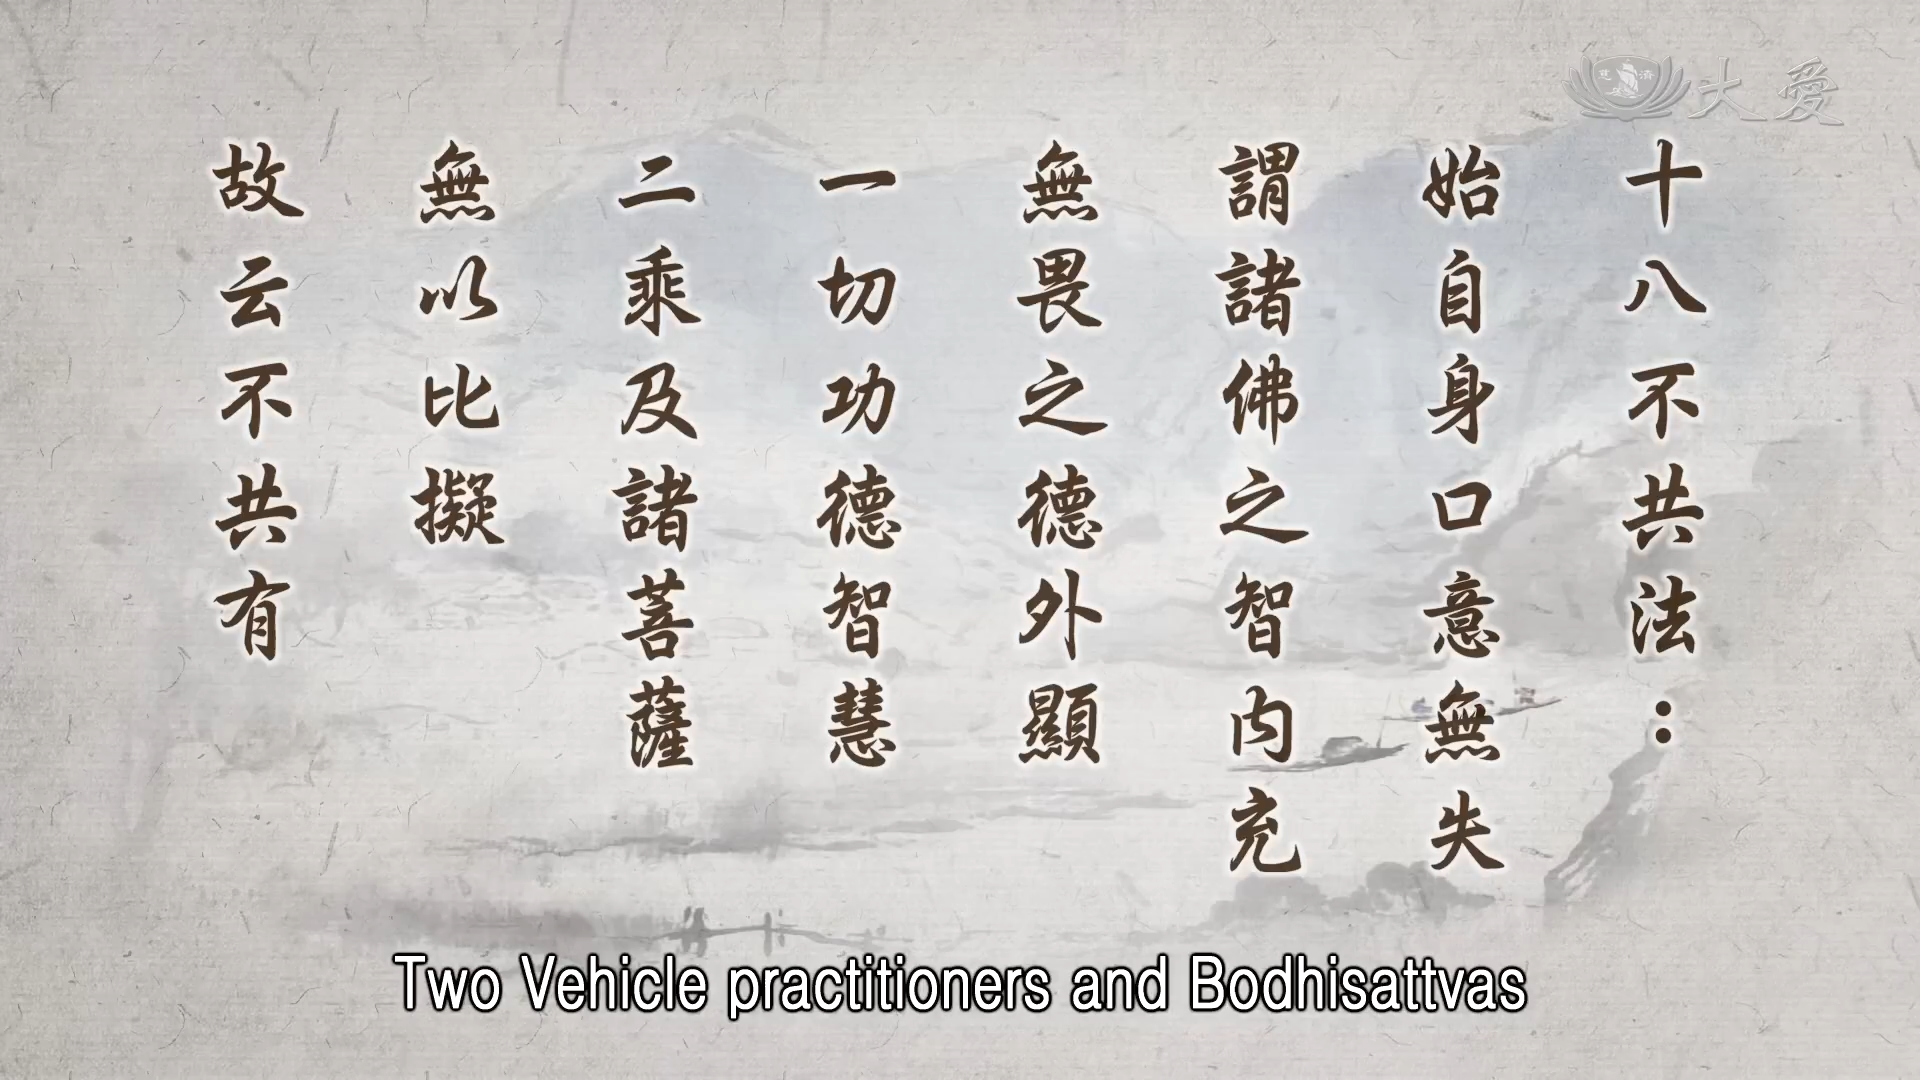 大愛
慈濟
十八不共法：
始自身口意無失
謂諸佛之智內充
無畏之德外顯
一切功德智慧
二乘及諸菩薩
無以比擬
故云不共有
Two Vehicle practitioners and Bodhisattvas